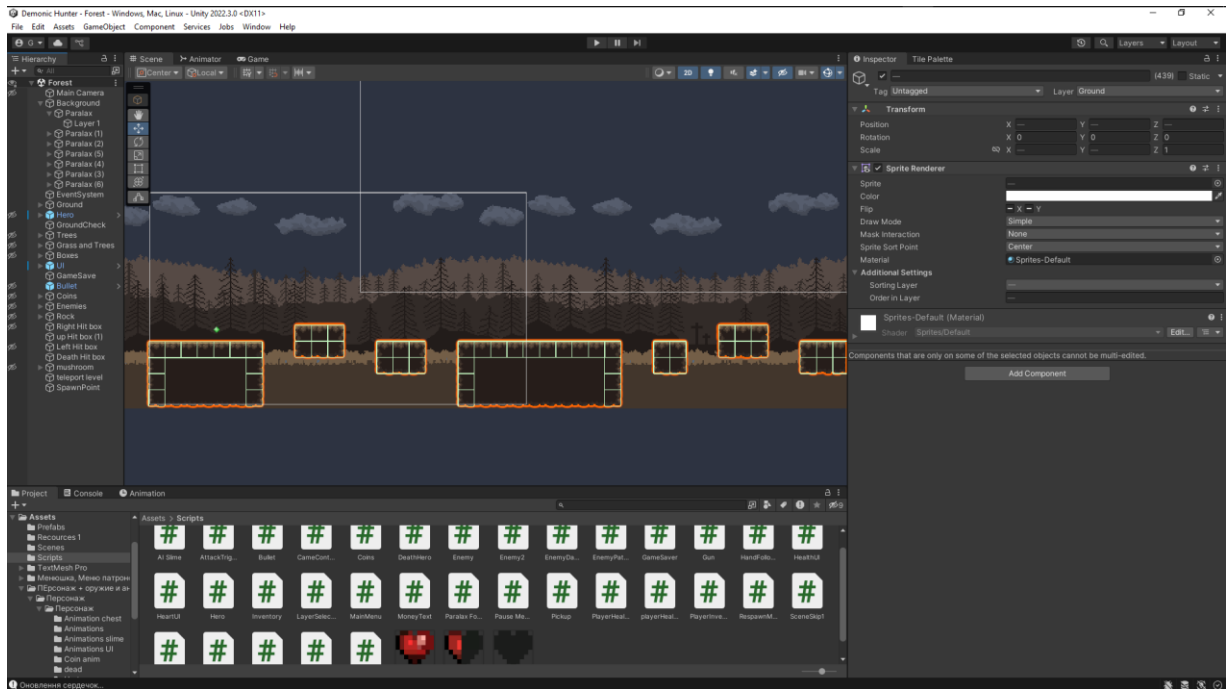 Demonic Hunter - Forest - Windows, Mac, Linux - Unity 2022.3.0 <DX11>
File Edit Assets GameObject Component Services Jobs Window Help
G
Layers Layout
Hierarchy
Scene Animator Game
Inspector Tile Palette
All
Center Local
2D
— (439) Static
Tag Untagged Layer Ground
Forest
Main Camera
Background
Paralax
Layer 1
Paralax (1)
Paralax (2)
Paralax (5)
Paralax (4)
Paralax (3)
Paralax (6)
EventSystem
Ground
Hero
GroundCheck
Trees
Grass and Trees
Boxes
UI
GameSave
Bullet
Coins
Enemies
Rock
Right Hit box
up Hit box (1)
Left Hit box
Death Hit box
mushroom
teleport level
SpawnPoint
Transform
Position X — Y — Z —
Rotation X 0 Y 0 Z 0
Scale X — Y — Z 1
Sprite Renderer
Sprite —
Color
Flip X Y
Draw Mode Simple
Mask Interaction None
Sprite Sort Point Center
Material Sprites-Default
Additional Settings
Sorting Layer —
Order in Layer —
Sprites-Default (Material)
Shader Sprites/Default Edit...
Components that are only on some of the selected objects cannot be multi-edited.
Add Component
Project Console Animation
9
Assets
Prefabs
Recources 1
Scenes
Scripts
TextMesh Pro
Менюшка, Меню патрон
ПЕрсонаж + оружие и ан
Персонаж
Персонаж
Animation chest
Animations
Animations slime
Animations UI
Coin anim
dead
Assets > Scripts
AI Slime AttackTrig... Bullet CameCont... Coins DeathHero Enemy Enemy2 EnemyDa... EnemyPat... GameSaver Gun HandFollo... HealthUI
HeartUI Hero Inventory LayerSelec... MainMenu MoneyText Paralax Fo... Pause Me... Pickup PlayerHeal... playerHeal... PlayerInve... RespawnM... SceneSkip1
Оновлення сердечок...